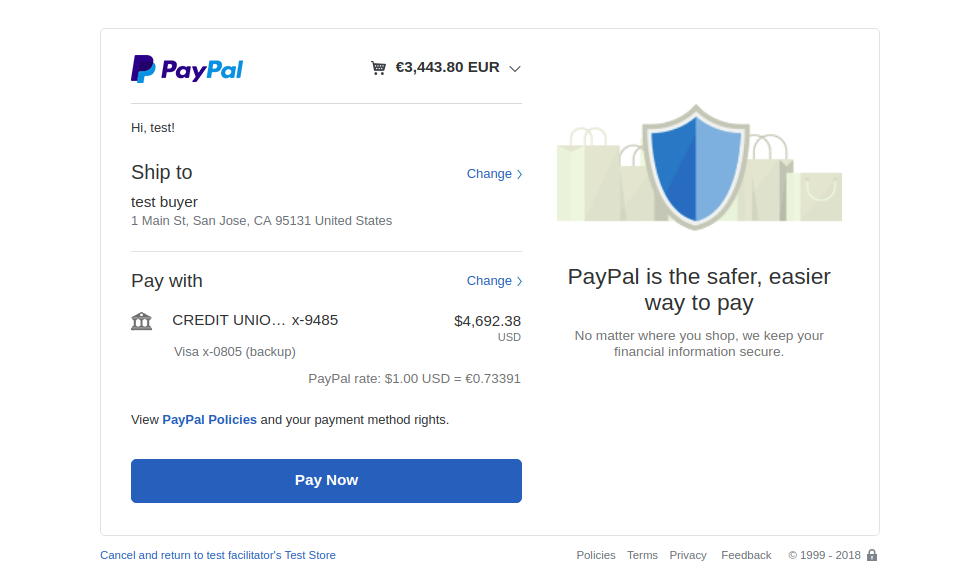 PayPal
€3,443.80 EUR
Hi, test!
Ship to
Change
test buyer
1 Main St, San Jose, CA 95131 United States
Pay with
Change
CREDIT UNIO… x-9485
$4,692.38
USD
Visa x-0805 (backup)
PayPal rate: $1.00 USD = €0.73391
View PayPal Policies and your payment method rights.
Pay Now
PayPal is the safer, easier
way to pay
No matter where you shop, we keep your
financial information secure.
Cancel and return to test facilitator's Test Store
Policies Terms Privacy Feedback © 1999 - 2018